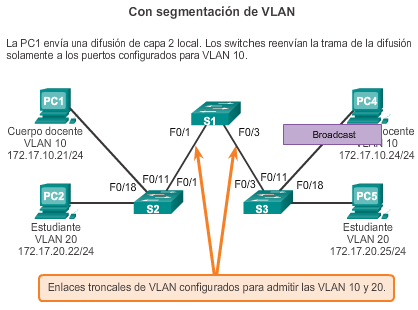 Con segmentación de VLAN
La PC1 envía una difusión de capa 2 local. Los switches reenvían la trama de la difusión
solamente a los puertos configurados para VLAN 10.
PC1
Cuerpo docente
VLAN 10
172.17.10.21/24
S1
F0/1
F0/3
PC4
Broadcast
docente
VLAN 10
172.17.10.24/24
F0/11
F0/18
F0/1
S2
F0/3
F0/11
F0/18
S3
PC2
Estudiante
VLAN 20
172.17.20.22/24
PC5
Estudiante
VLAN 20
172.17.20.25/24
Enlaces troncales de VLAN configurados para admitir las VLAN 10 y 20.